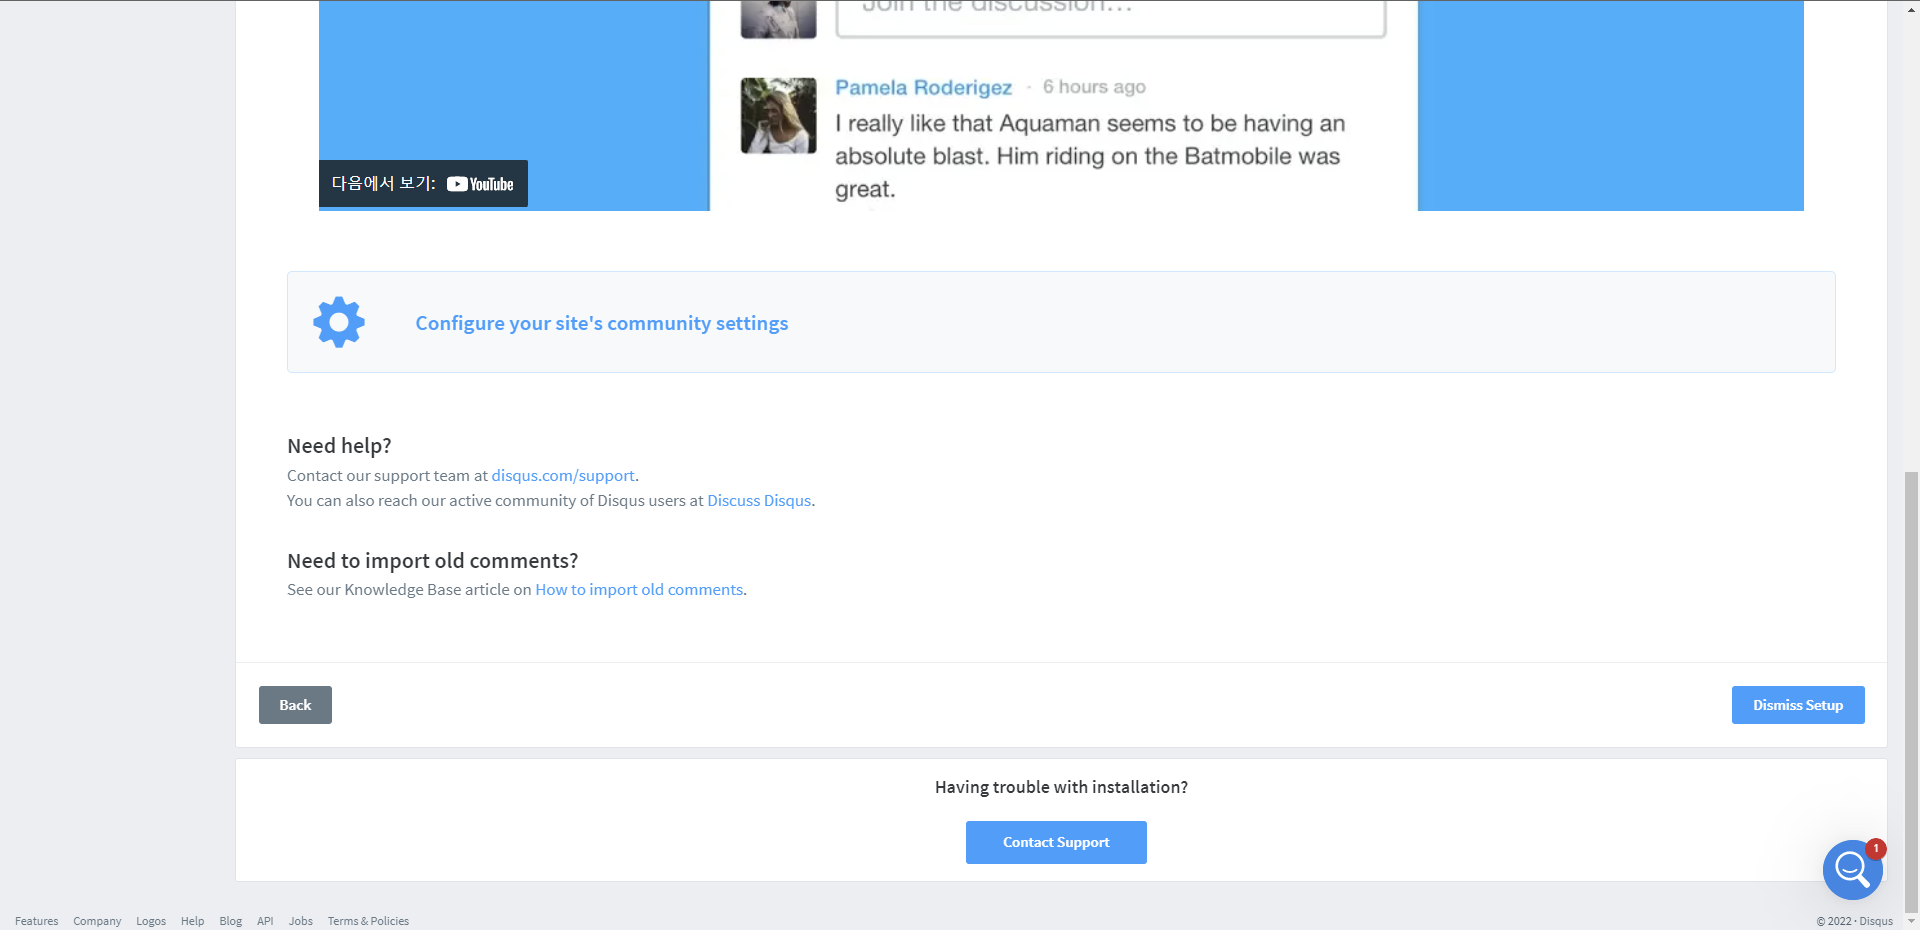 Join the discussion...
Pamela Roderigez · 6 hours ago
I really like that Aquaman seems to be having an
absolute blast. Him riding on the Batmobile was
great.
다음에서 보기: YouTube
Configure your site's community settings
Need help?
Contact our support team at disqus.com/support.
You can also reach our active community of Disqus users at Discuss Disqus.
Need to import old comments?
See our Knowledge Base article on How to import old comments.
Back
Dismiss Setup
Having trouble with installation?
Contact Support
1
Features Company Logos Help Blog API Jobs Terms & Policies
© 2022 · Disqus